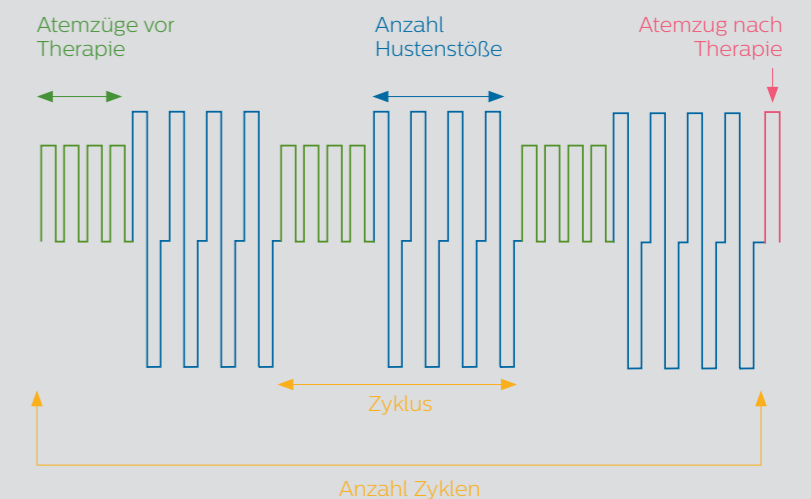 Atemzüge vor
Therapie
Anzahl
Hustenstöße
Atemzug nach
Therapie
Zyklus
Anzahl Zyklen